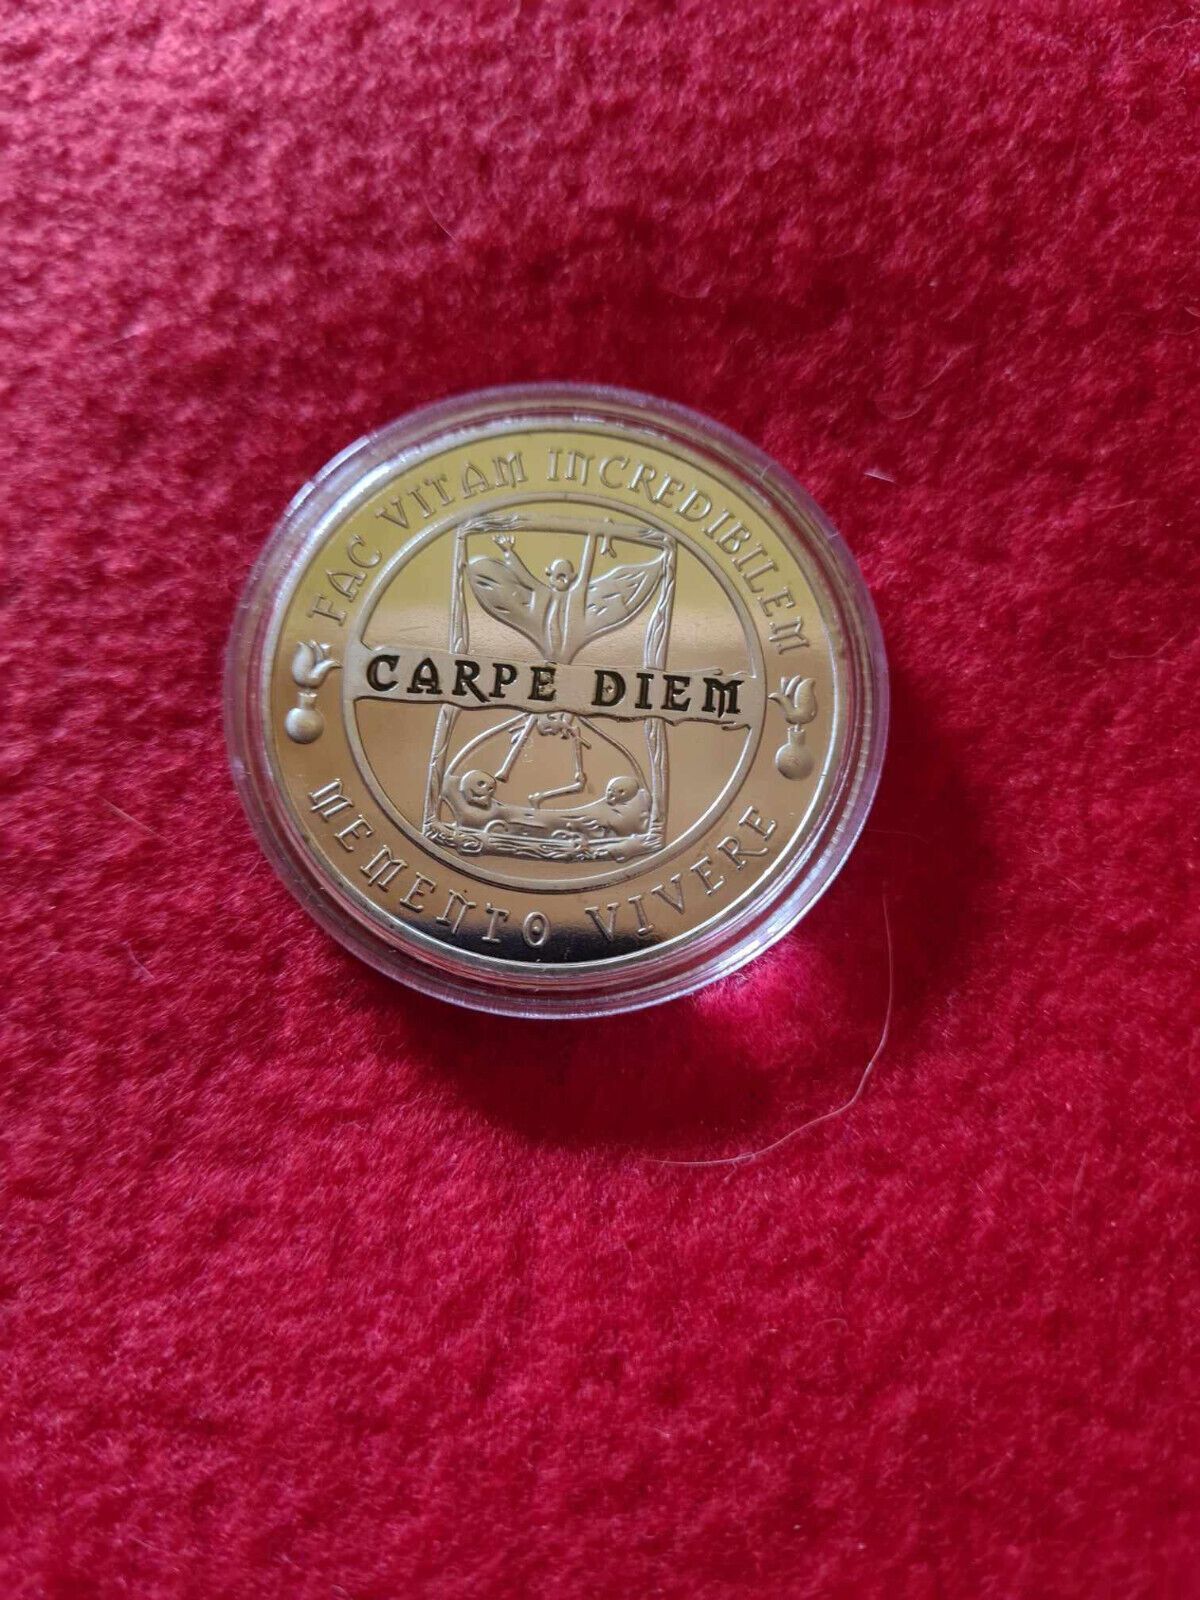 FAC VITAM INCREDIBILEM
CARPE DIEM
MEMENTO VIVERE